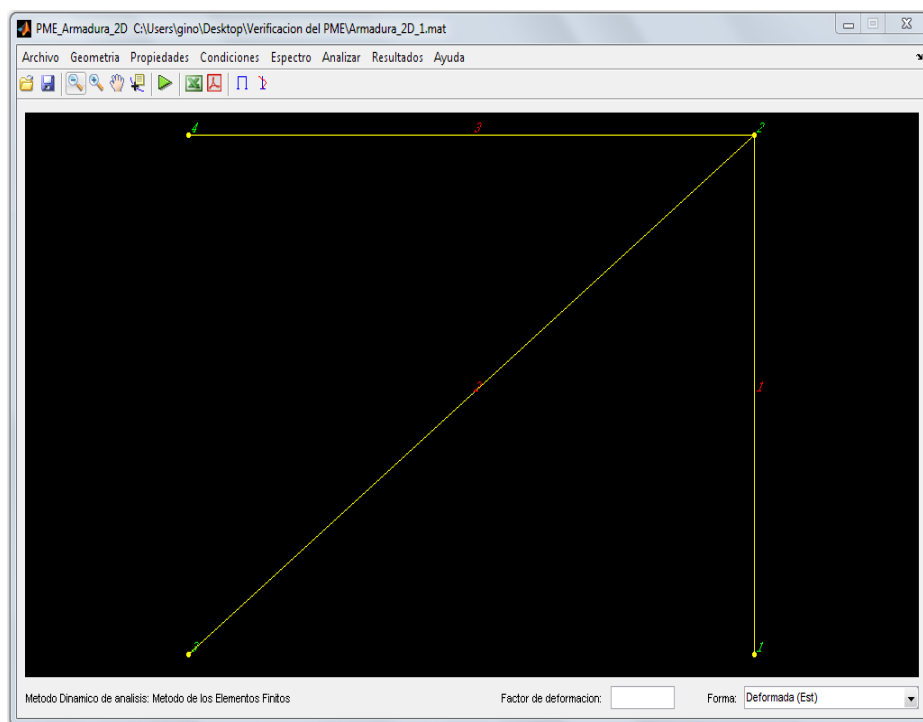 PME_Armadura_2D C:\Users\gino\Desktop\Verificacion del PME\Armadura_2D_1.mat
Archivo Geometria Propiedades Condiciones Espectro Analizar Resultados Ayuda
4 3 2
2 1
3 1
Metodo Dinamico de analisis: Metodo de los Elementos Finitos Factor de deformacion: Forma: Deformada (Est)